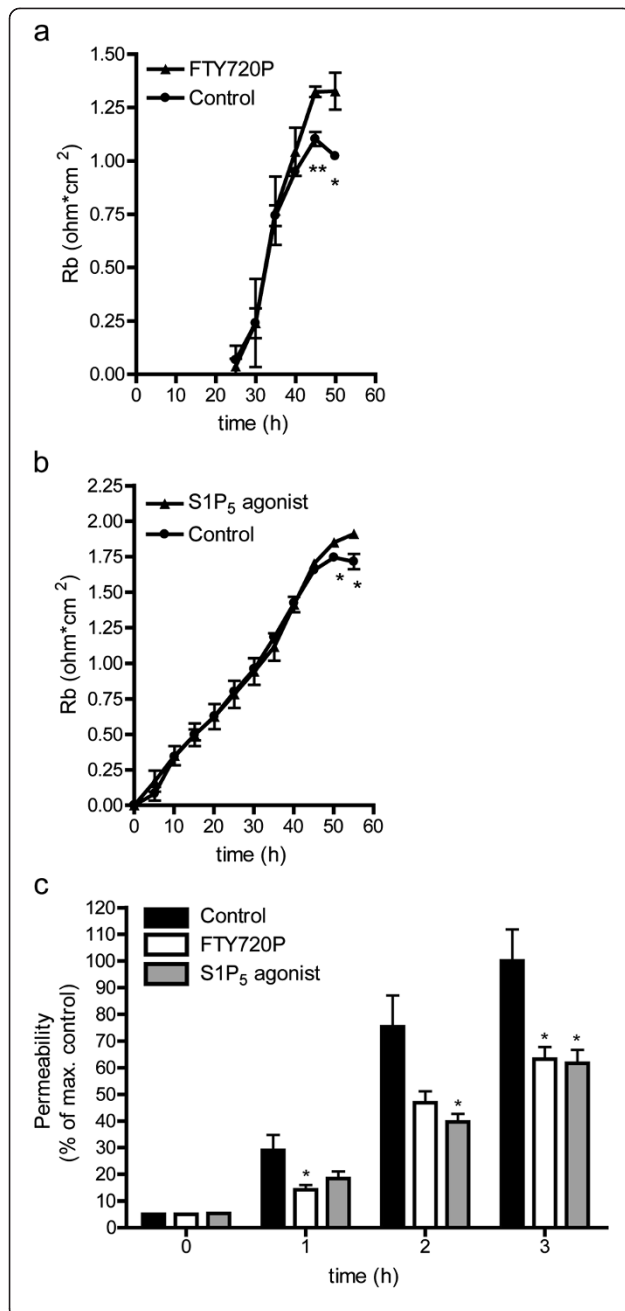 a
FTY720P
Control
1.50
1.25
1.00
0.75
0.50
0.25
0.00
Rb (ohm*cm 2)
**
*
0 10 20 30 40 50 60
time (h)
b
S1P5 agonist
Control
2.25
2.00
1.75
1.50
1.25
1.00
0.75
0.50
0.25
0.00
Rb (ohm*cm 2)
* *
0 10 20 30 40 50 60
time (h)
c
Control
FTY720P
S1P5 agonist
120
110
100
90
80
70
60
50
40
30
20
10
0
Permeability
(% of max. control)
*
*
* *
0 1 2 3
time (h)